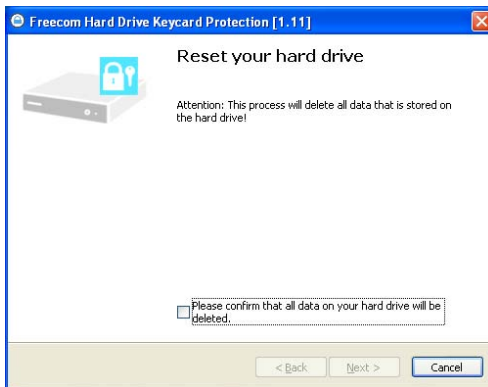 Freecom Hard Drive Keycard Protection [1.11]
Reset your hard drive
Attention: This process will delete all data that is stored on
the hard drive!
Please confirm that all data on your hard drive will be
deleted.
< Back Next > Cancel